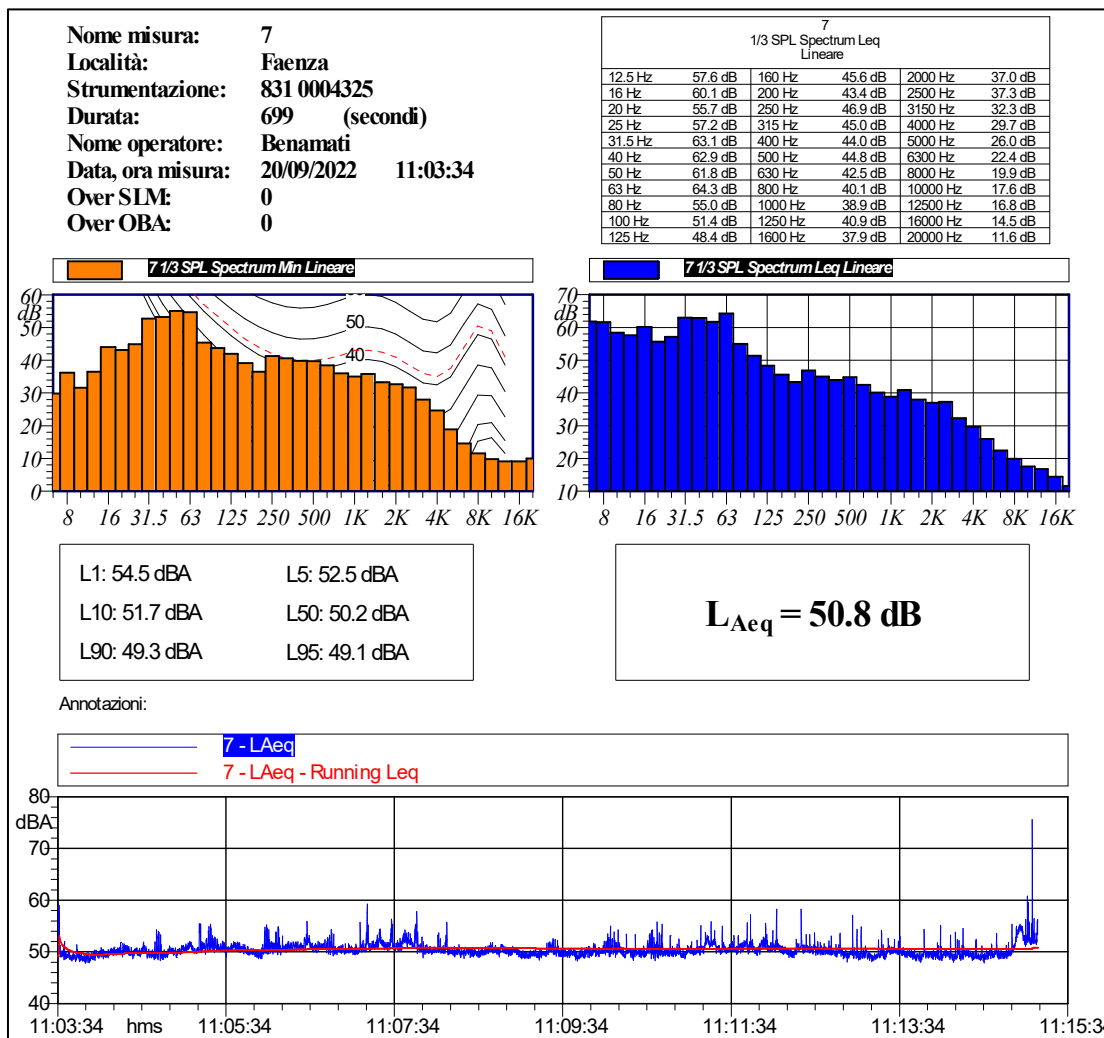 Nome misura: 7
Località: Faenza
Strumentazione: 831 0004325
Durata: 699 (secondi)
Nome operatore: Benamati
Data, ora misura: 20/09/2022 11:03:34
Over SLM: 0
Over OBA: 0
7
1/3 SPL Spectrum Leq
Lineare
12.5 Hz 57.6 dB 160 Hz 45.6 dB 2000 Hz 37.0 dB
16 Hz 60.1 dB 200 Hz 43.4 dB 2500 Hz 37.3 dB
20 Hz 55.7 dB 250 Hz 46.9 dB 3150 Hz 32.3 dB
25 Hz 57.2 dB 315 Hz 45.0 dB 4000 Hz 29.7 dB
31.5 Hz 63.1 dB 400 Hz 44.0 dB 5000 Hz 26.0 dB
40 Hz 62.9 dB 500 Hz 44.8 dB 6300 Hz 22.4 dB
50 Hz 61.8 dB 630 Hz 42.5 dB 8000 Hz 19.9 dB
63 Hz 64.3 dB 800 Hz 40.1 dB 10000 Hz 17.6 dB
80 Hz 55.0 dB 1000 Hz 38.9 dB 12500 Hz 16.8 dB
100 Hz 51.4 dB 1250 Hz 40.9 dB 16000 Hz 14.5 dB
125 Hz 48.4 dB 1600 Hz 37.9 dB 20000 Hz 11.6 dB
7 1/3 SPL Spectrum Min Lineare
60
dB
50
40
30
20
10
0
50
40
8 16 31.5 63 125 250 500 1K 2K 4K 8K 16K
7 1/3 SPL Spectrum Leq Lineare
70
dB
60
50
40
30
20
10
8 16 31.5 63 125 250 500 1K 2K 4K 8K 16K
L1: 54.5 dBA L5: 52.5 dBA
L10: 51.7 dBA L50: 50.2 dBA
L90: 49.3 dBA L95: 49.1 dBA
LAeq = 50.8 dB
Annotazioni:
7 - LAeq
7 - LAeq - Running Leq
80
dBA
70
60
50
40
11:03:34 hms 11:05:34 11:07:34 11:09:34 11:11:34 11:13:34 11:15:34